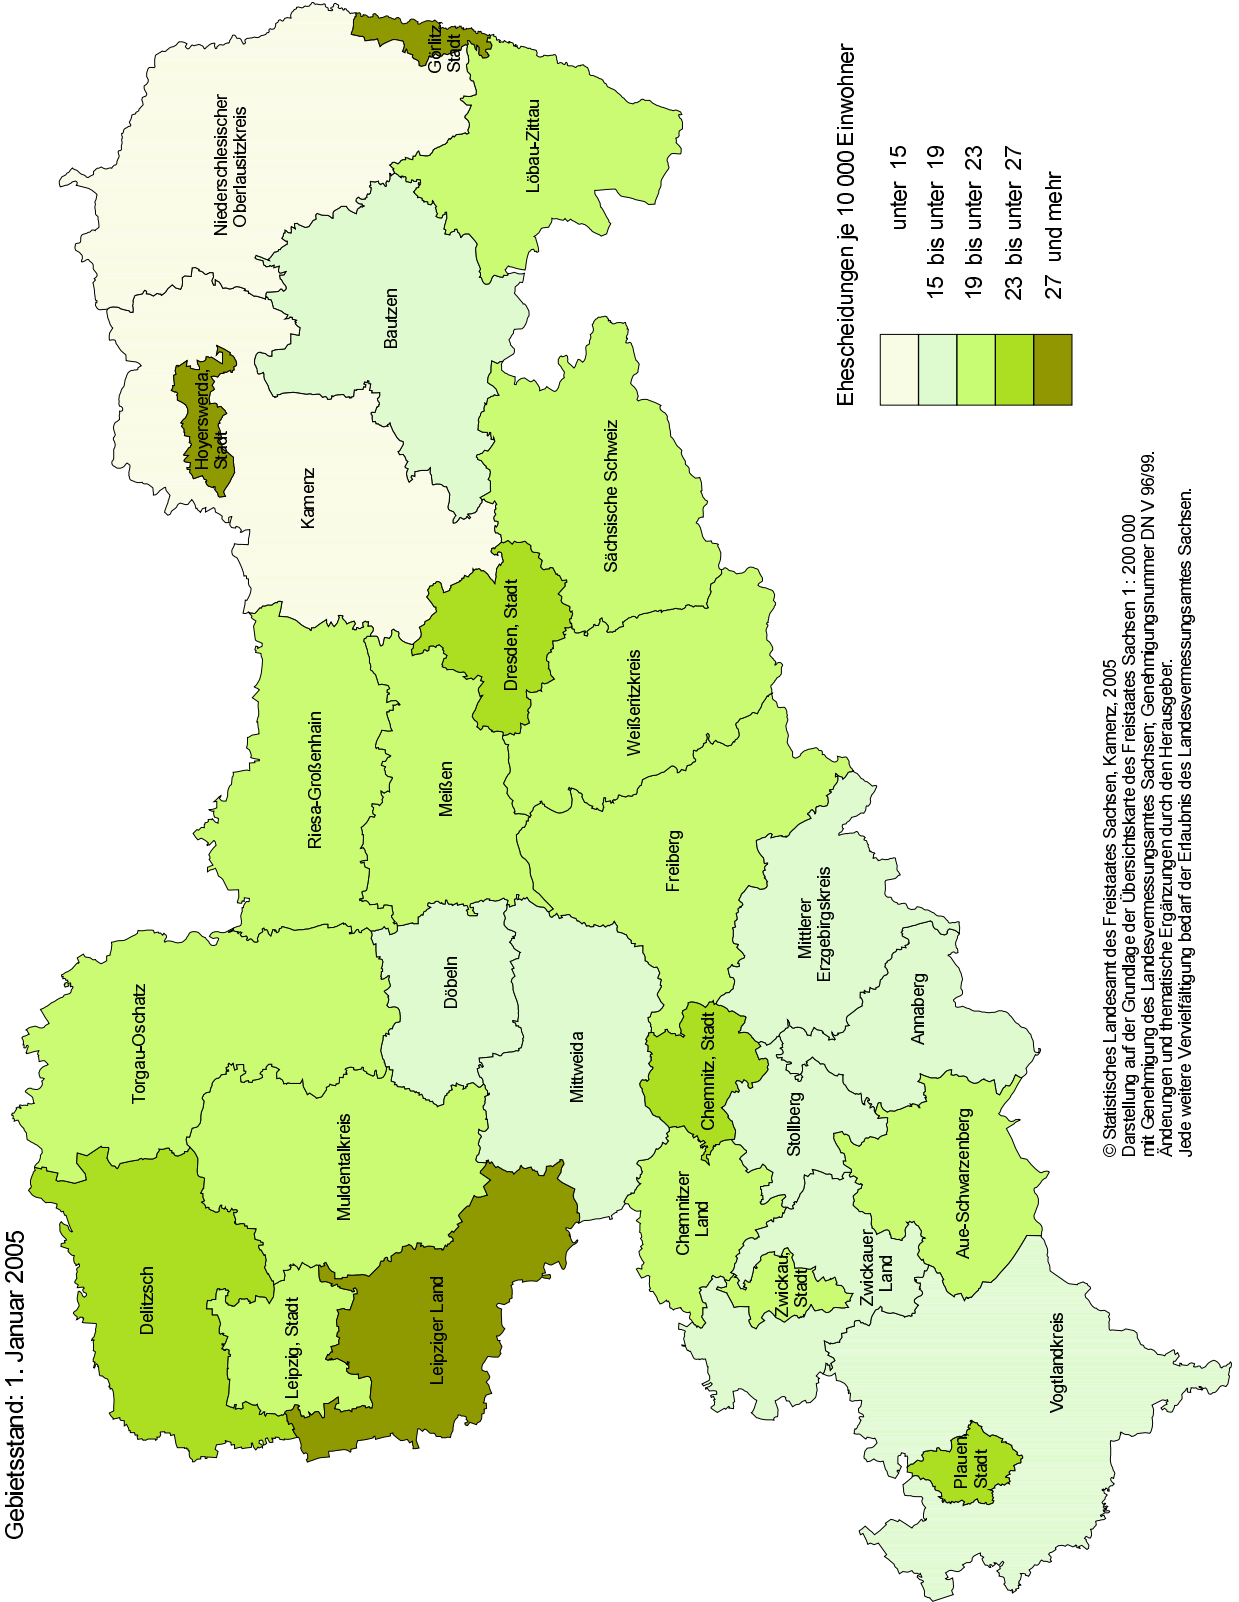 Gebietsstand: 1. Januar 2005
Delitzsch
Torgau-Oschatz
Leipzig, Stadt
Muldentalkreis
Leipziger Land
Döbeln
Riesa-Großenhain
Meißen
Kamenz
Hoyerswerda,
Stadt
Niederschlesischer
Oberlausitzkreis
Görlitz,
Stadt
Bautzen
Löbau-Zittau
Dresden, Stadt
Sächsische Schweiz
Weißeritzkreis
Freiberg
Mittweida
Chemnitz, Stadt
Chemnitzer
Land
Mittlerer
Erzgebirgskreis
Stollberg
Annaberg
Zwickau,
Stadt
Zwickauer
Land
Aue-Schwarzenberg
Vogtlandkreis
Plauen,
Stadt
Ehescheidungen je 10 000 Einwohner
unter 15
15 bis unter 19
19 bis unter 23
23 bis unter 27
27 und mehr
© Statistisches Landesamt des Freistaates Sachsen, Kamenz, 2005
Darstellung auf der Grundlage der Übersichtskarte des Freistaates Sachsen 1 : 200 000
mit Genehmigung des Landesvermessungsamtes Sachsen; Genehmigungsnummer DN V 96/99.
Änderungen und thematische Ergänzungen durch den Herausgeber.
Jede weitere Vervielfältigung bedarf der Erlaubnis des Landesvermessungsamtes Sachsen.